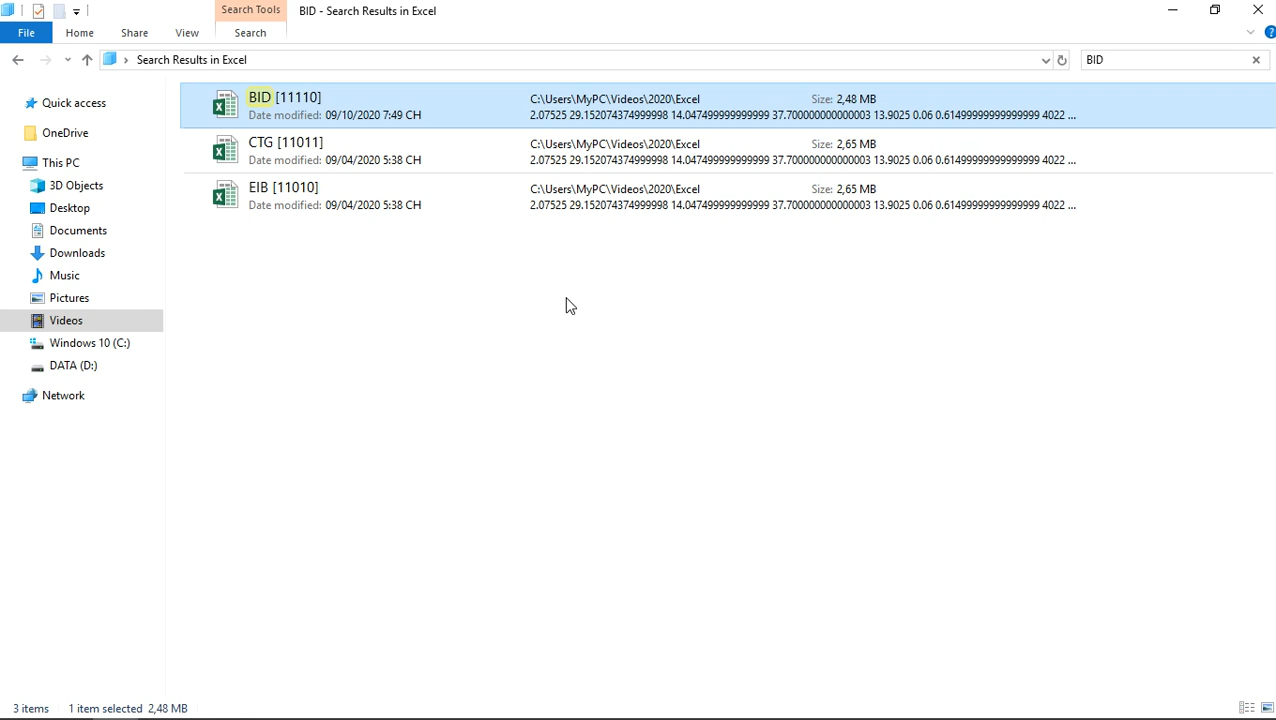 Search Tools
BID - Search Results in Excel
File
Home
Share
View
Search
Search Results in Excel
BID
Quick access
OneDrive
This PC
3D Objects
Desktop
Documents
Downloads
Music
Pictures
Videos
Windows 10 (C:)
DATA (D:)
Network
BID [11110]
Date modified: 09/10/2020 7:49 CH
C:\Users\MyPC\Videos\2020\Excel
Size: 2,48 MB
2.07525 29.152074374999998 14.047499999999999 37.700000000000003 13.9025 0.06 0.61499999999999999 4022 ...
CTG [11011]
Date modified: 09/04/2020 5:38 CH
C:\Users\MyPC\Videos\2020\Excel
Size: 2,65 MB
2.07525 29.152074374999998 14.047499999999999 37.700000000000003 13.9025 0.06 0.61499999999999999 4022 ...
EIB [11010]
Date modified: 09/04/2020 5:38 CH
C:\Users\MyPC\Videos\2020\Excel
Size: 2,65 MB
2.07525 29.152074374999998 14.047499999999999 37.700000000000003 13.9025 0.06 0.61499999999999999 4022 ...
3 items
1 item selected 2,48 MB